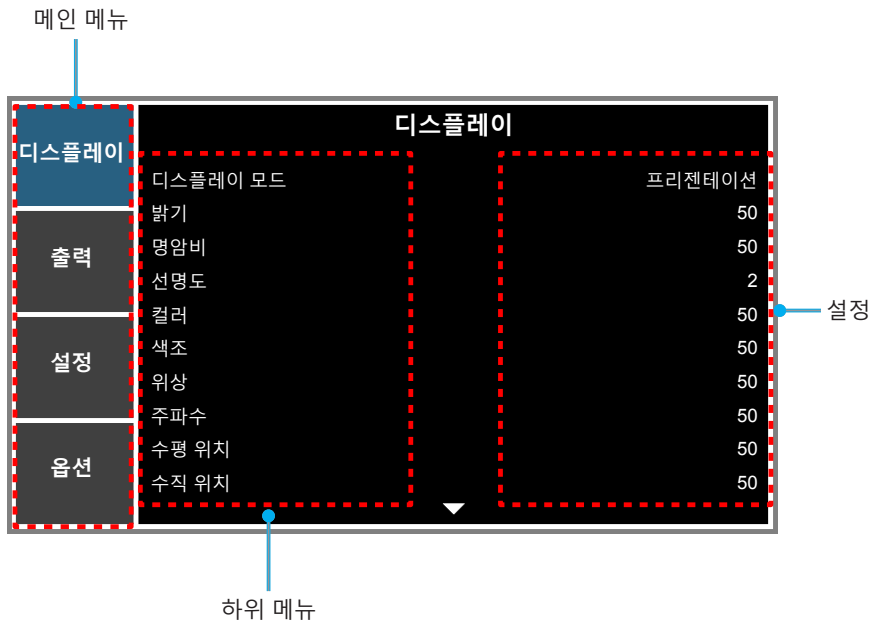 메인 메뉴
디스플레이
디스플레이
출력
설정
옵션
디스플레이 모드 프리젠테이션
밝기 50
명암비 50
선명도 2
컬러 50
색조 50
위상 50
주파수 50
수평 위치 50
수직 위치 50
설정
하위 메뉴